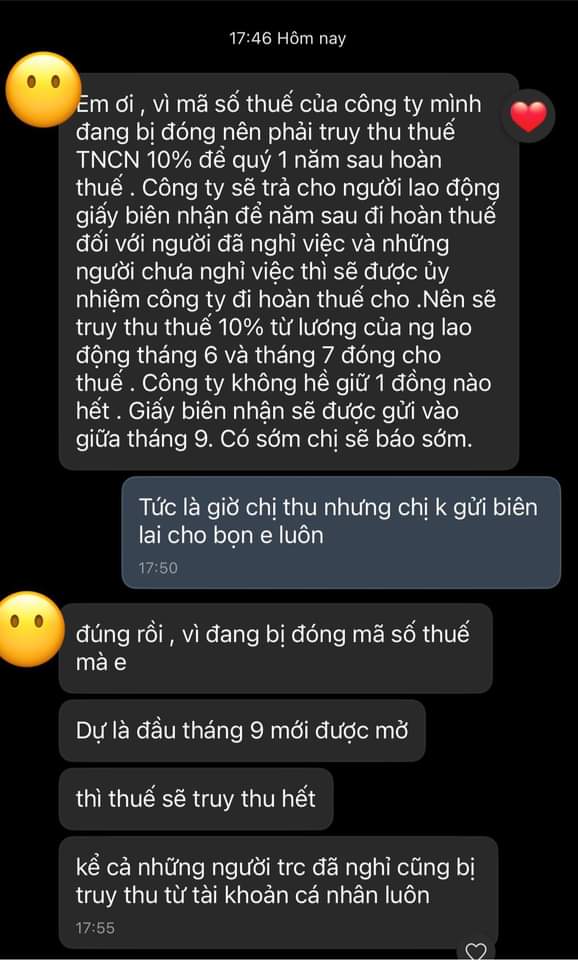 17:46 Hôm nay
Em ơi , vì mã số thuế của công ty mình
đang bị đóng nên phải truy thu thuế
TNCN 10% để quý 1 năm sau hoàn
thuế . Công ty sẽ trả cho người lao động
giấy biên nhận để năm sau đi hoàn thuế
đối với người đã nghỉ việc và những
người chưa nghỉ việc thì sẽ được ủy
nhiệm công ty đi hoàn thuế cho .Nên sẽ
truy thu thuế 10% từ lương của ng lao
động tháng 6 và tháng 7 đóng cho
thuế . Công ty không hề giữ 1 đồng nào
hết . Giấy biên nhận sẽ được gửi vào
giữa tháng 9. Có sớm chị sẽ báo sớm.
Tức là giờ chị thu nhưng chị k gửi biên
lai cho bọn e luôn
17:50
đúng rồi , vì đang bị đóng mã số thuế
mà e
Dự là đầu tháng 9 mới được mở
thì thuế sẽ truy thu hết
kể cả những người trc đã nghỉ cũng bị
truy thu từ tài khoản cá nhân luôn
17:55